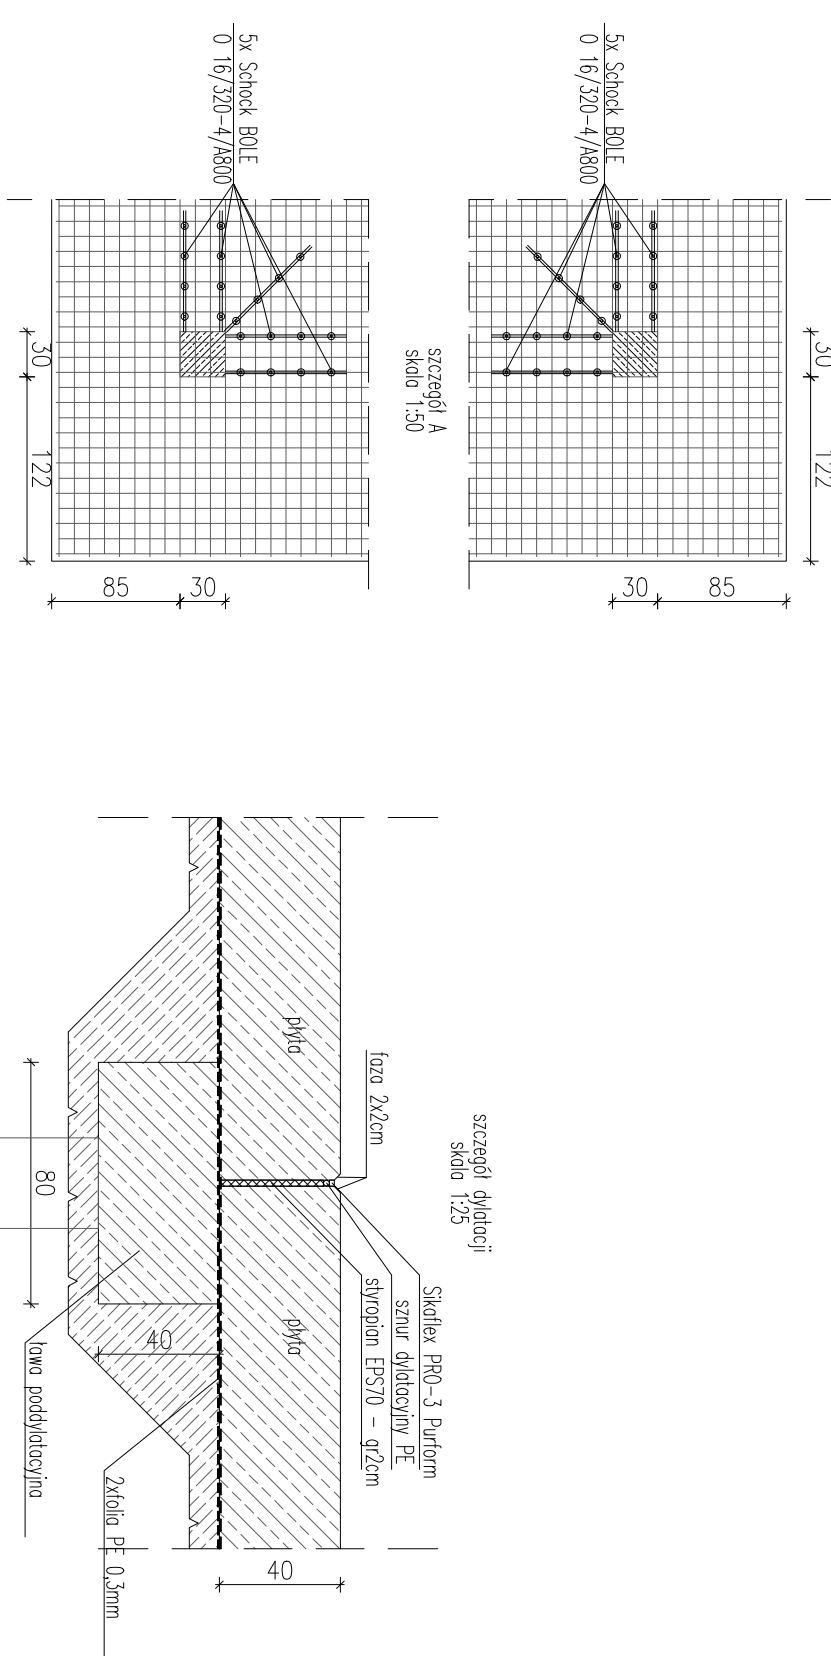 5x Schock BOLE
O 16/320-4/A800
5x Schock BOLE
O 16/320-4/A800
szczegół A
skala 1:50
30
122
30
122
85
30
30
85
szczegół dylatacji
skala 1:25
faza 2x2cm
płyta
płyta
Sikaflex PRO-3 Purform
sznur dylatacyjny PE
styropian EPS70 - gr2cm
80
40
40
ława poddylatacyjna
2xfolia PE 0,3mm